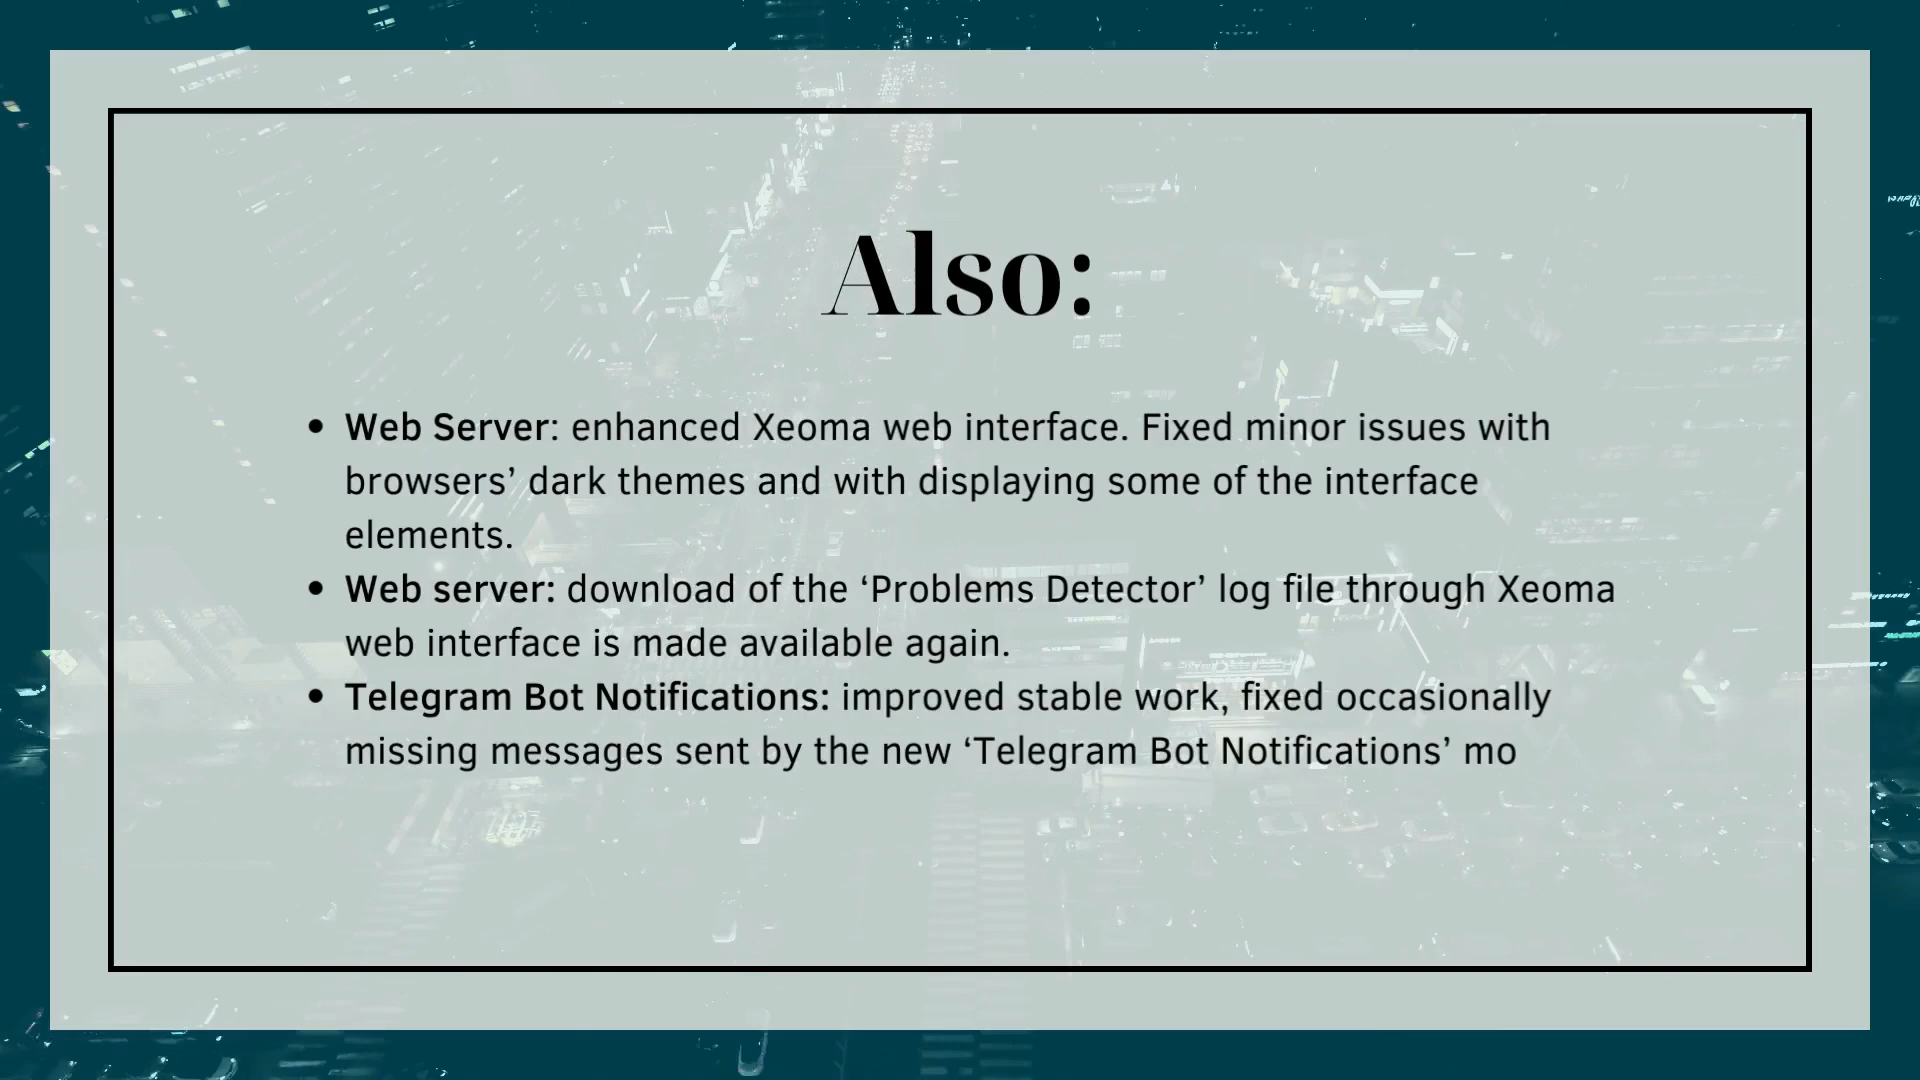 Also:
• Web Server: enhanced Xeoma web interface. Fixed minor issues with
browsers’ dark themes and with displaying some of the interface
elements.
• Web server: download of the ‘Problems Detector’ log file through Xeoma
web interface is made available again.
• Telegram Bot Notifications: improved stable work, fixed occasionally
missing messages sent by the new ‘Telegram Bot Notifications’ mo